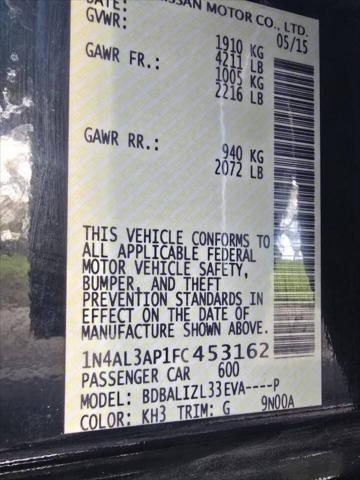 DATE:
NISSAN MOTOR CO., LTD.
05/15
GVWR:
1910 KG
4211 LB
GAWR FR.:
1005 KG
2216 LB
GAWR RR.:
940 KG
2072 LB
THIS VEHICLE CONFORMS TO
ALL APPLICABLE FEDERAL
MOTOR VEHICLE SAFETY,
BUMPER, AND THEFT
PREVENTION STANDARDS IN
EFFECT ON THE DATE OF
MANUFACTURE SHOWN ABOVE.
1N4AL3AP1FC453162
PASSENGER CAR 600
MODEL: BDBALIZL33EVA----P
COLOR: KH3 TRIM: G 9N00A